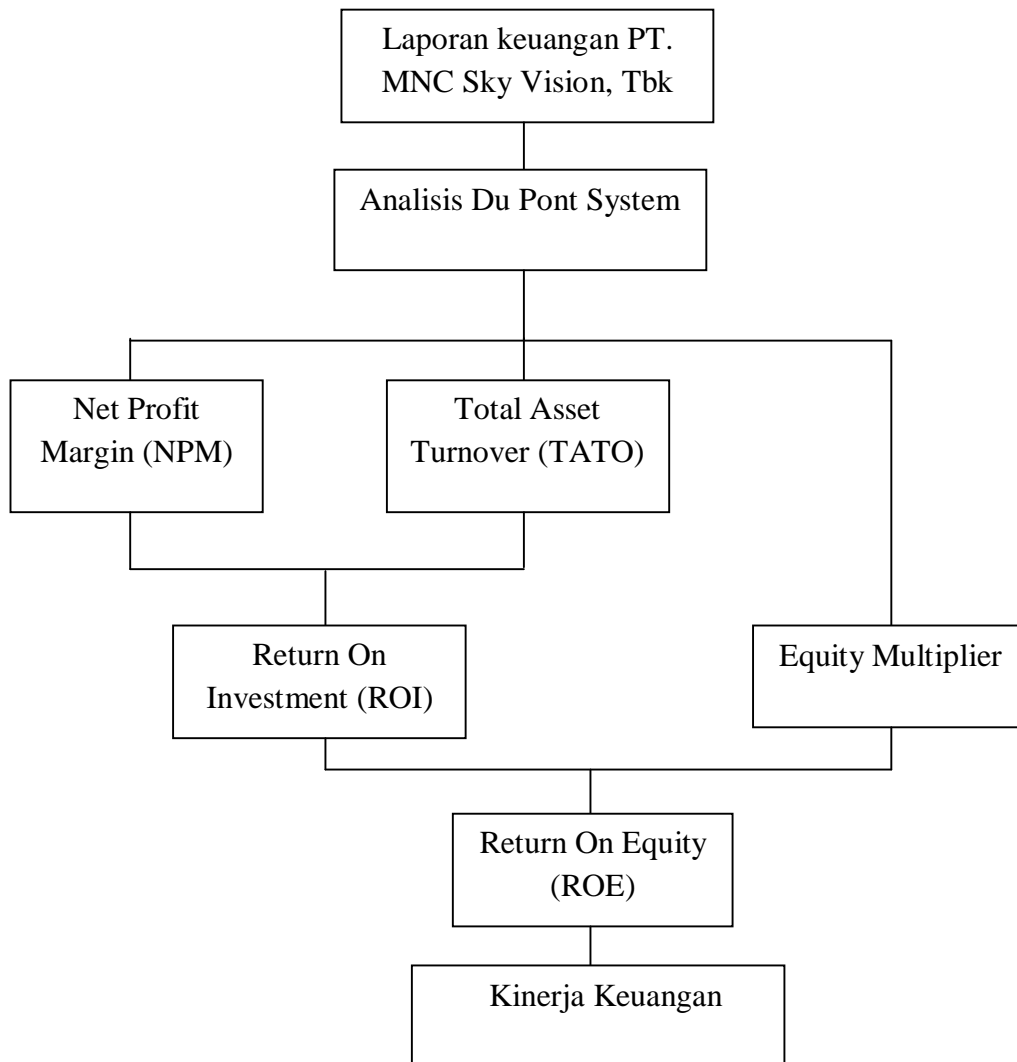 Laporan keuangan PT.
MNC Sky Vision, Tbk
Analisis Du Pont System
Net Profit
Margin (NPM)
Total Asset
Turnover (TATO)
Return On
Investment (ROI)
Equity Multiplier
Return On Equity
(ROE)
Kinerja Keuangan